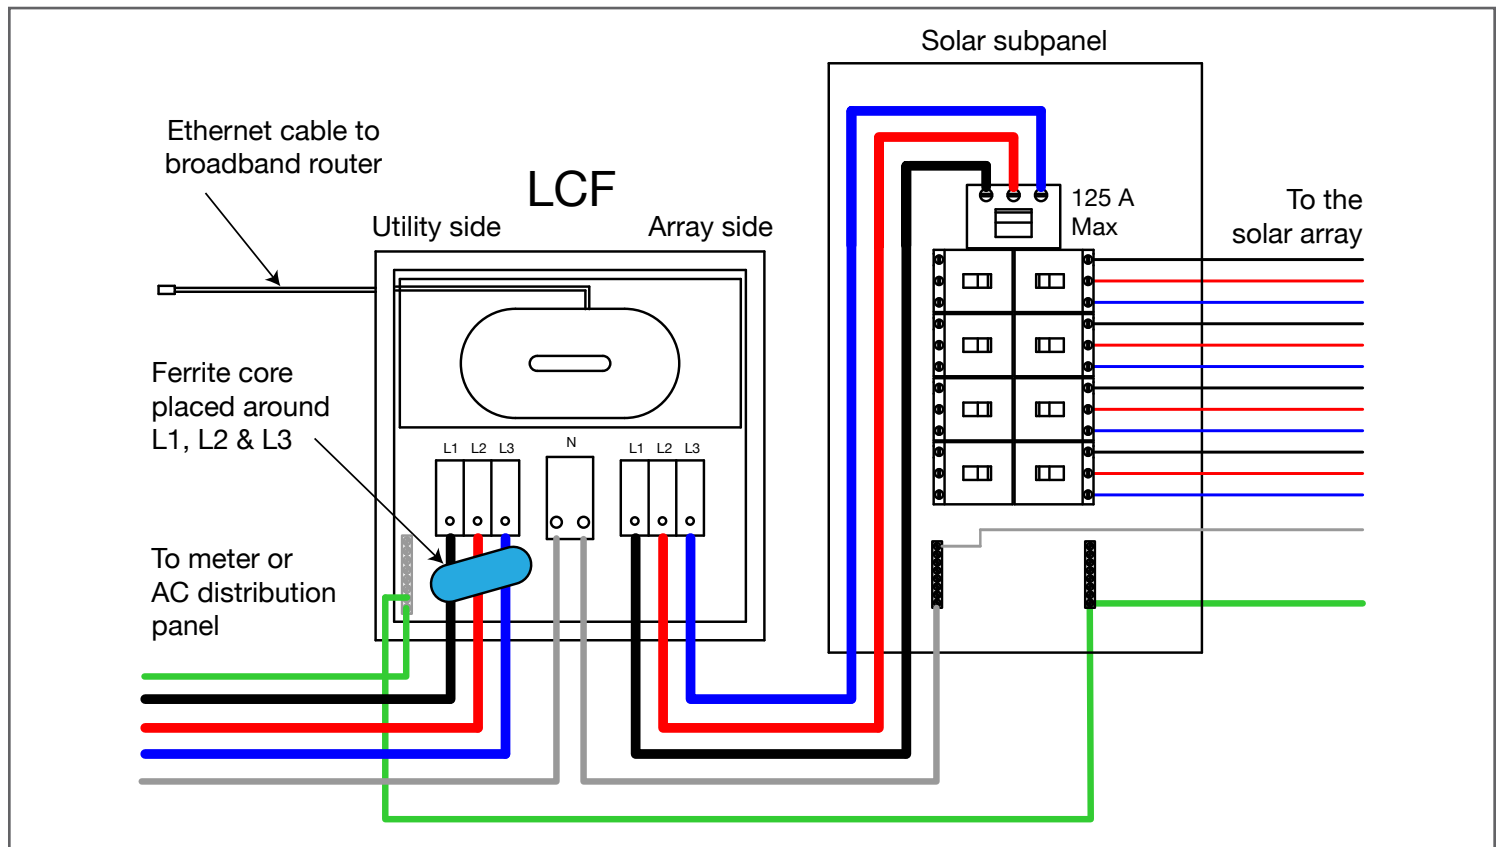 Solar subpanel
Ethernet cable to
broadband router
LCF
Utility side
Array side
125 A
Max
To the
solar array
Ferrite core
placed around
L1, L2 & L3
L1 L2 L3
N
L1 L2 L3
To meter or
AC distribution
panel